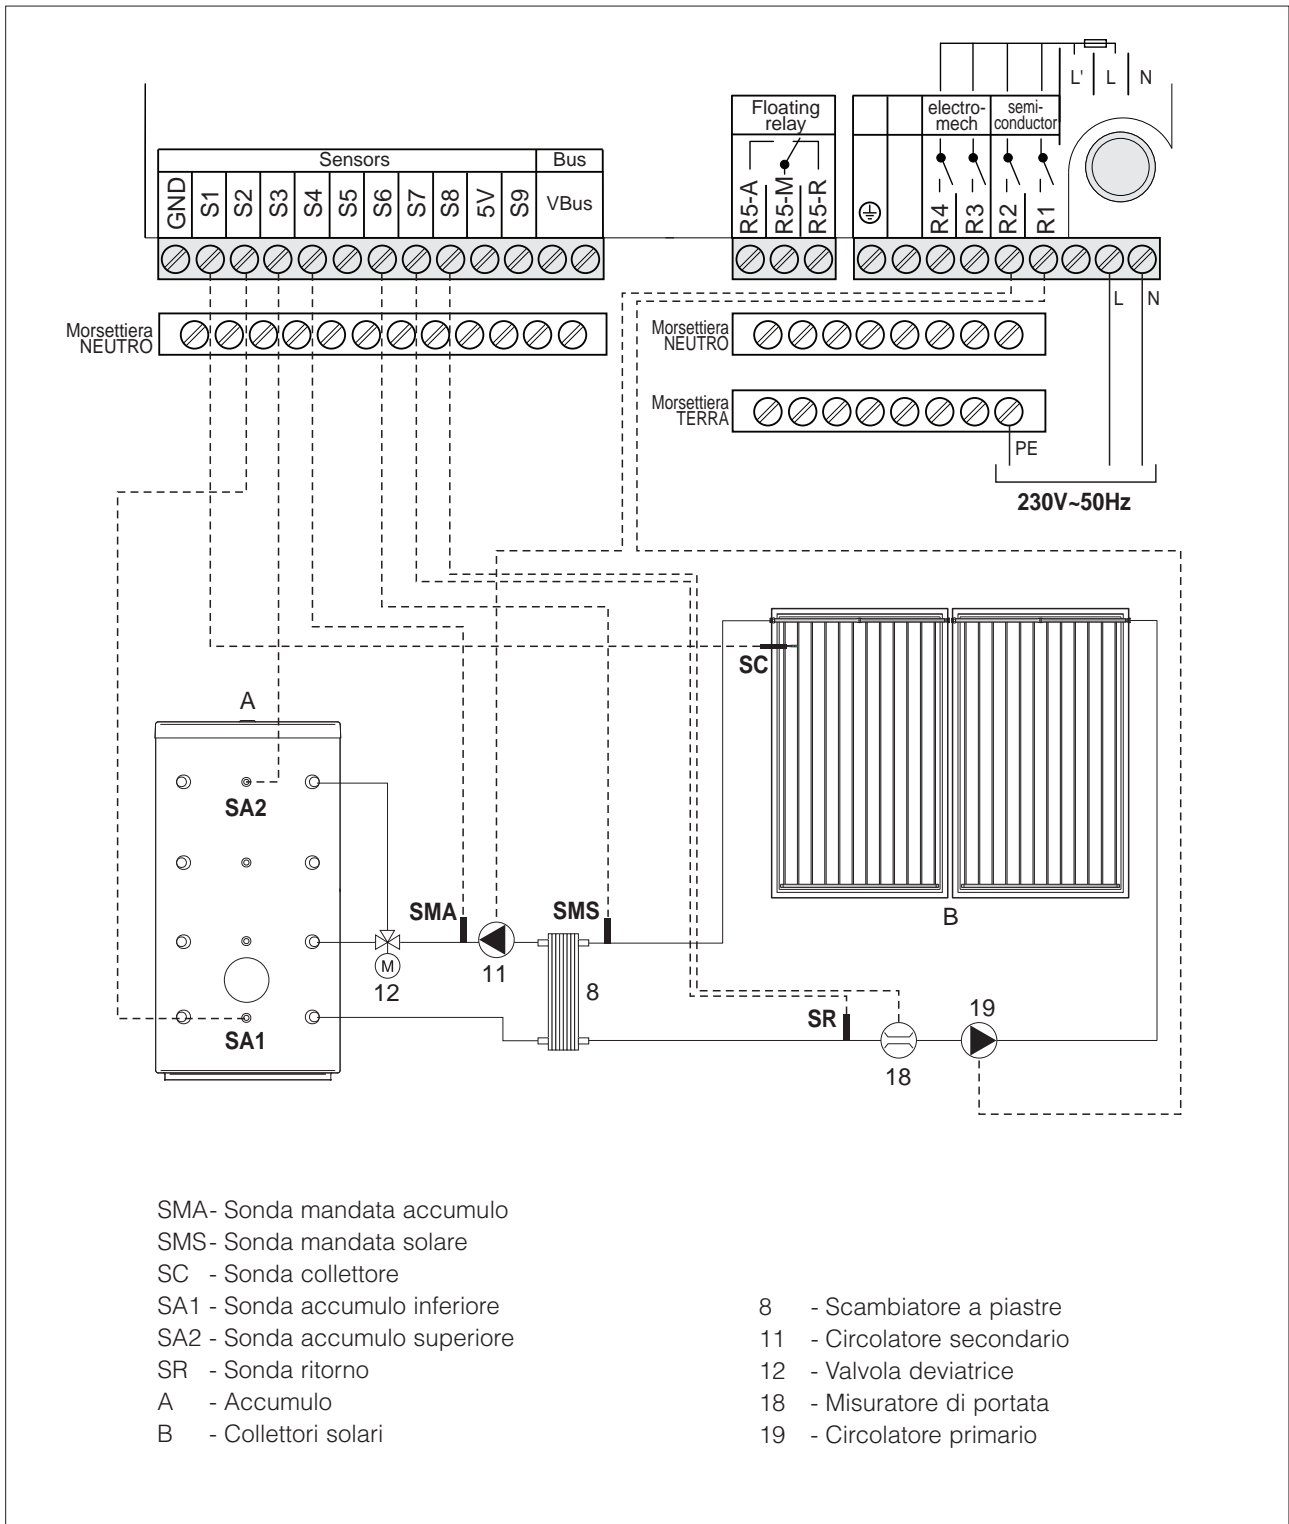 L' L N
Floating relay
electro-mech
semi-conductor
Sensors Bus
GND S1 S2 S3 S4 S5 S6 S7 S8 5V S9 VBus
R5-A R5-M R5-R
R4 R3 R2 R1
L N
Morsettiera
NEUTRO
Morsettiera
NEUTRO
Morsettiera
TERRA
PE
230V~50Hz
SC
A
SA2
B
SMA
SMS
M
12
11
8
SA1
SR
19
18
SMA- Sonda mandata accumulo
SMS- Sonda mandata solare
SC - Sonda collettore
SA1 - Sonda accumulo inferiore
SA2 - Sonda accumulo superiore
SR - Sonda ritorno
A - Accumulo
B - Collettori solari
8 - Scambiatore a piastre
11 - Circolatore secondario
12 - Valvola deviatrice
18 - Misuratore di portata
19 - Circolatore primario